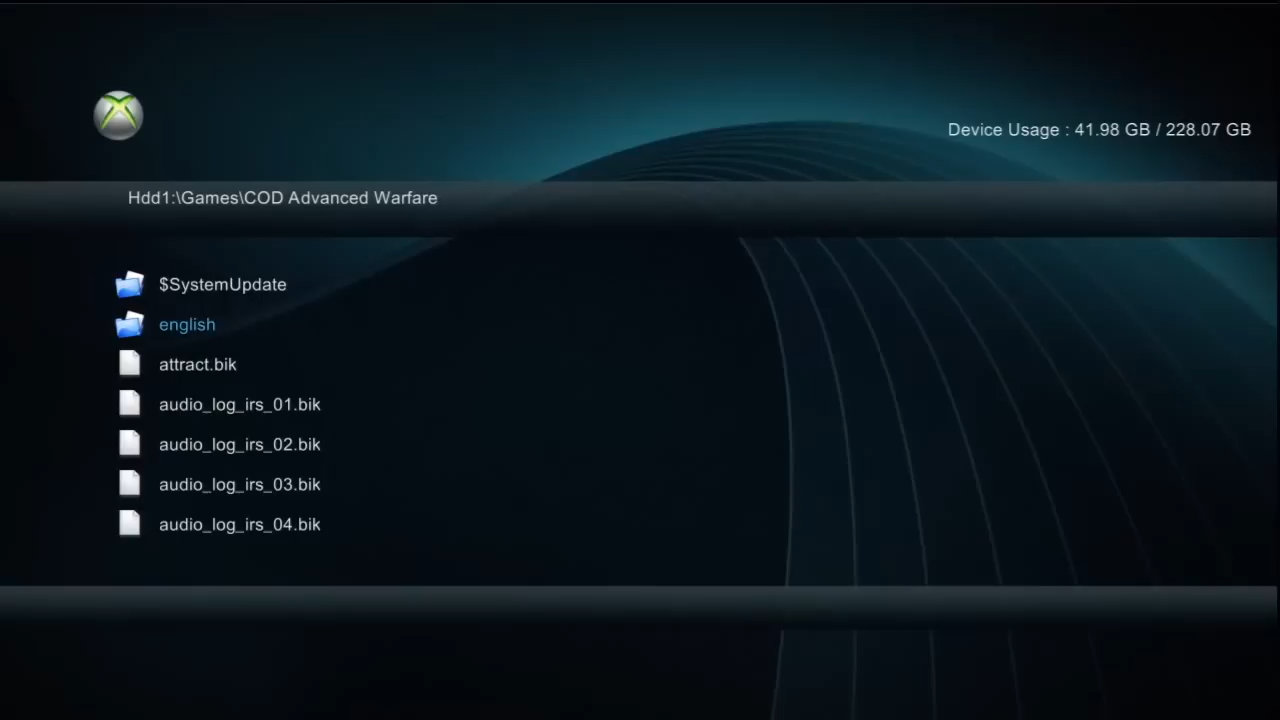 Device Usage : 41.98 GB / 228.07 GB
Hdd1:\Games\COD Advanced Warfare
$SystemUpdate
english
attract.bik
audio_log_irs_01.bik
audio_log_irs_02.bik
audio_log_irs_03.bik
audio_log_irs_04.bik